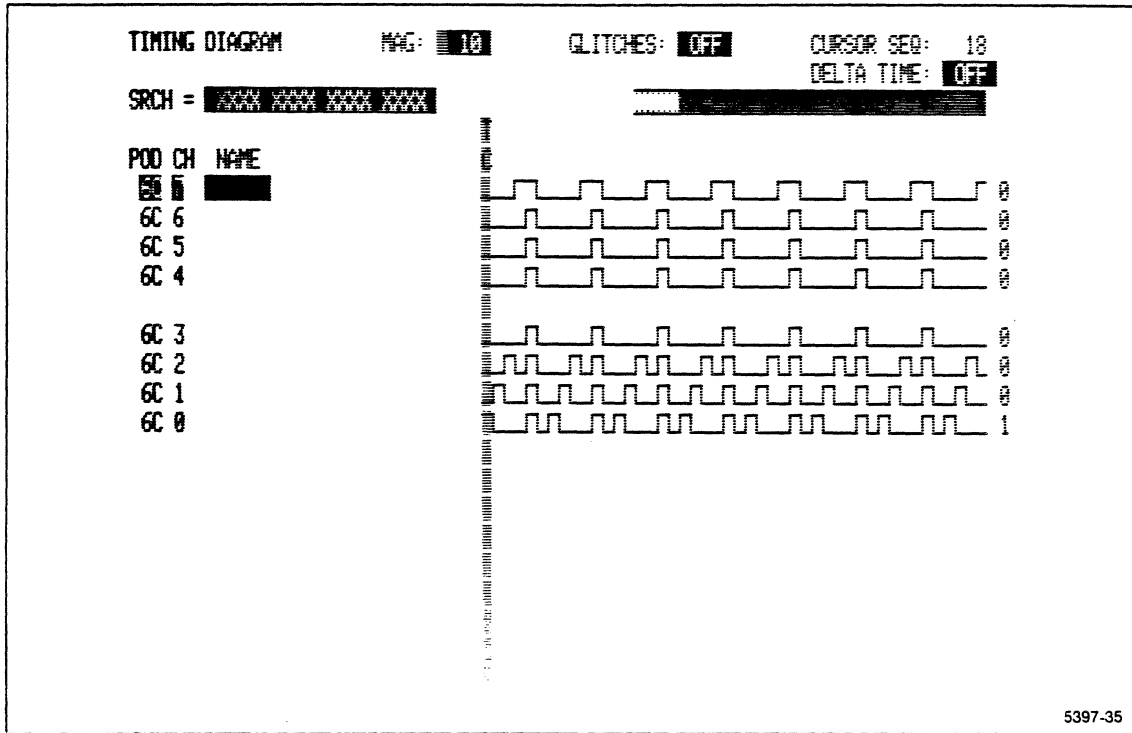 TIMING DIAGRAM MAG: 10 GLITCHES: OFF CURSOR SEQ: 18
DELTA TIME: OFF
SRCH = XXXX XXXX XXXX XXXX
POD CH NAME
0
6C 6 0
6C 5 0
6C 4 0
6C 3 0
6C 2 0
6C 1 0
6C 0 1
5397-35